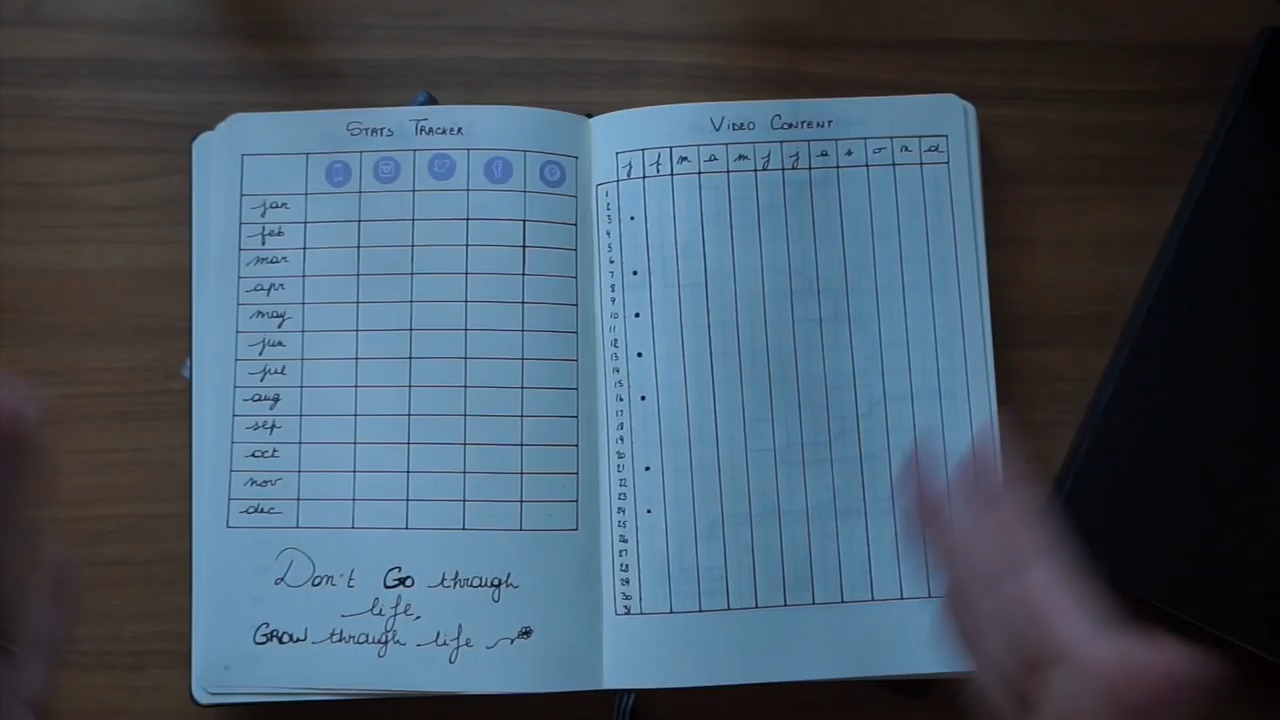 Stats Tracker
jan
feb
mar
apr
may
jun
jul
aug
sep
oct
nov
dec
Don't Go through
life,
GROW through life
Video Content
j f m a m j j a s o n d
1
2
3
4
5
6
7
8
9
10
11
12
13
14
15
16
17
18
19
20
21
22
23
24
25
26
27
28
29
30
31